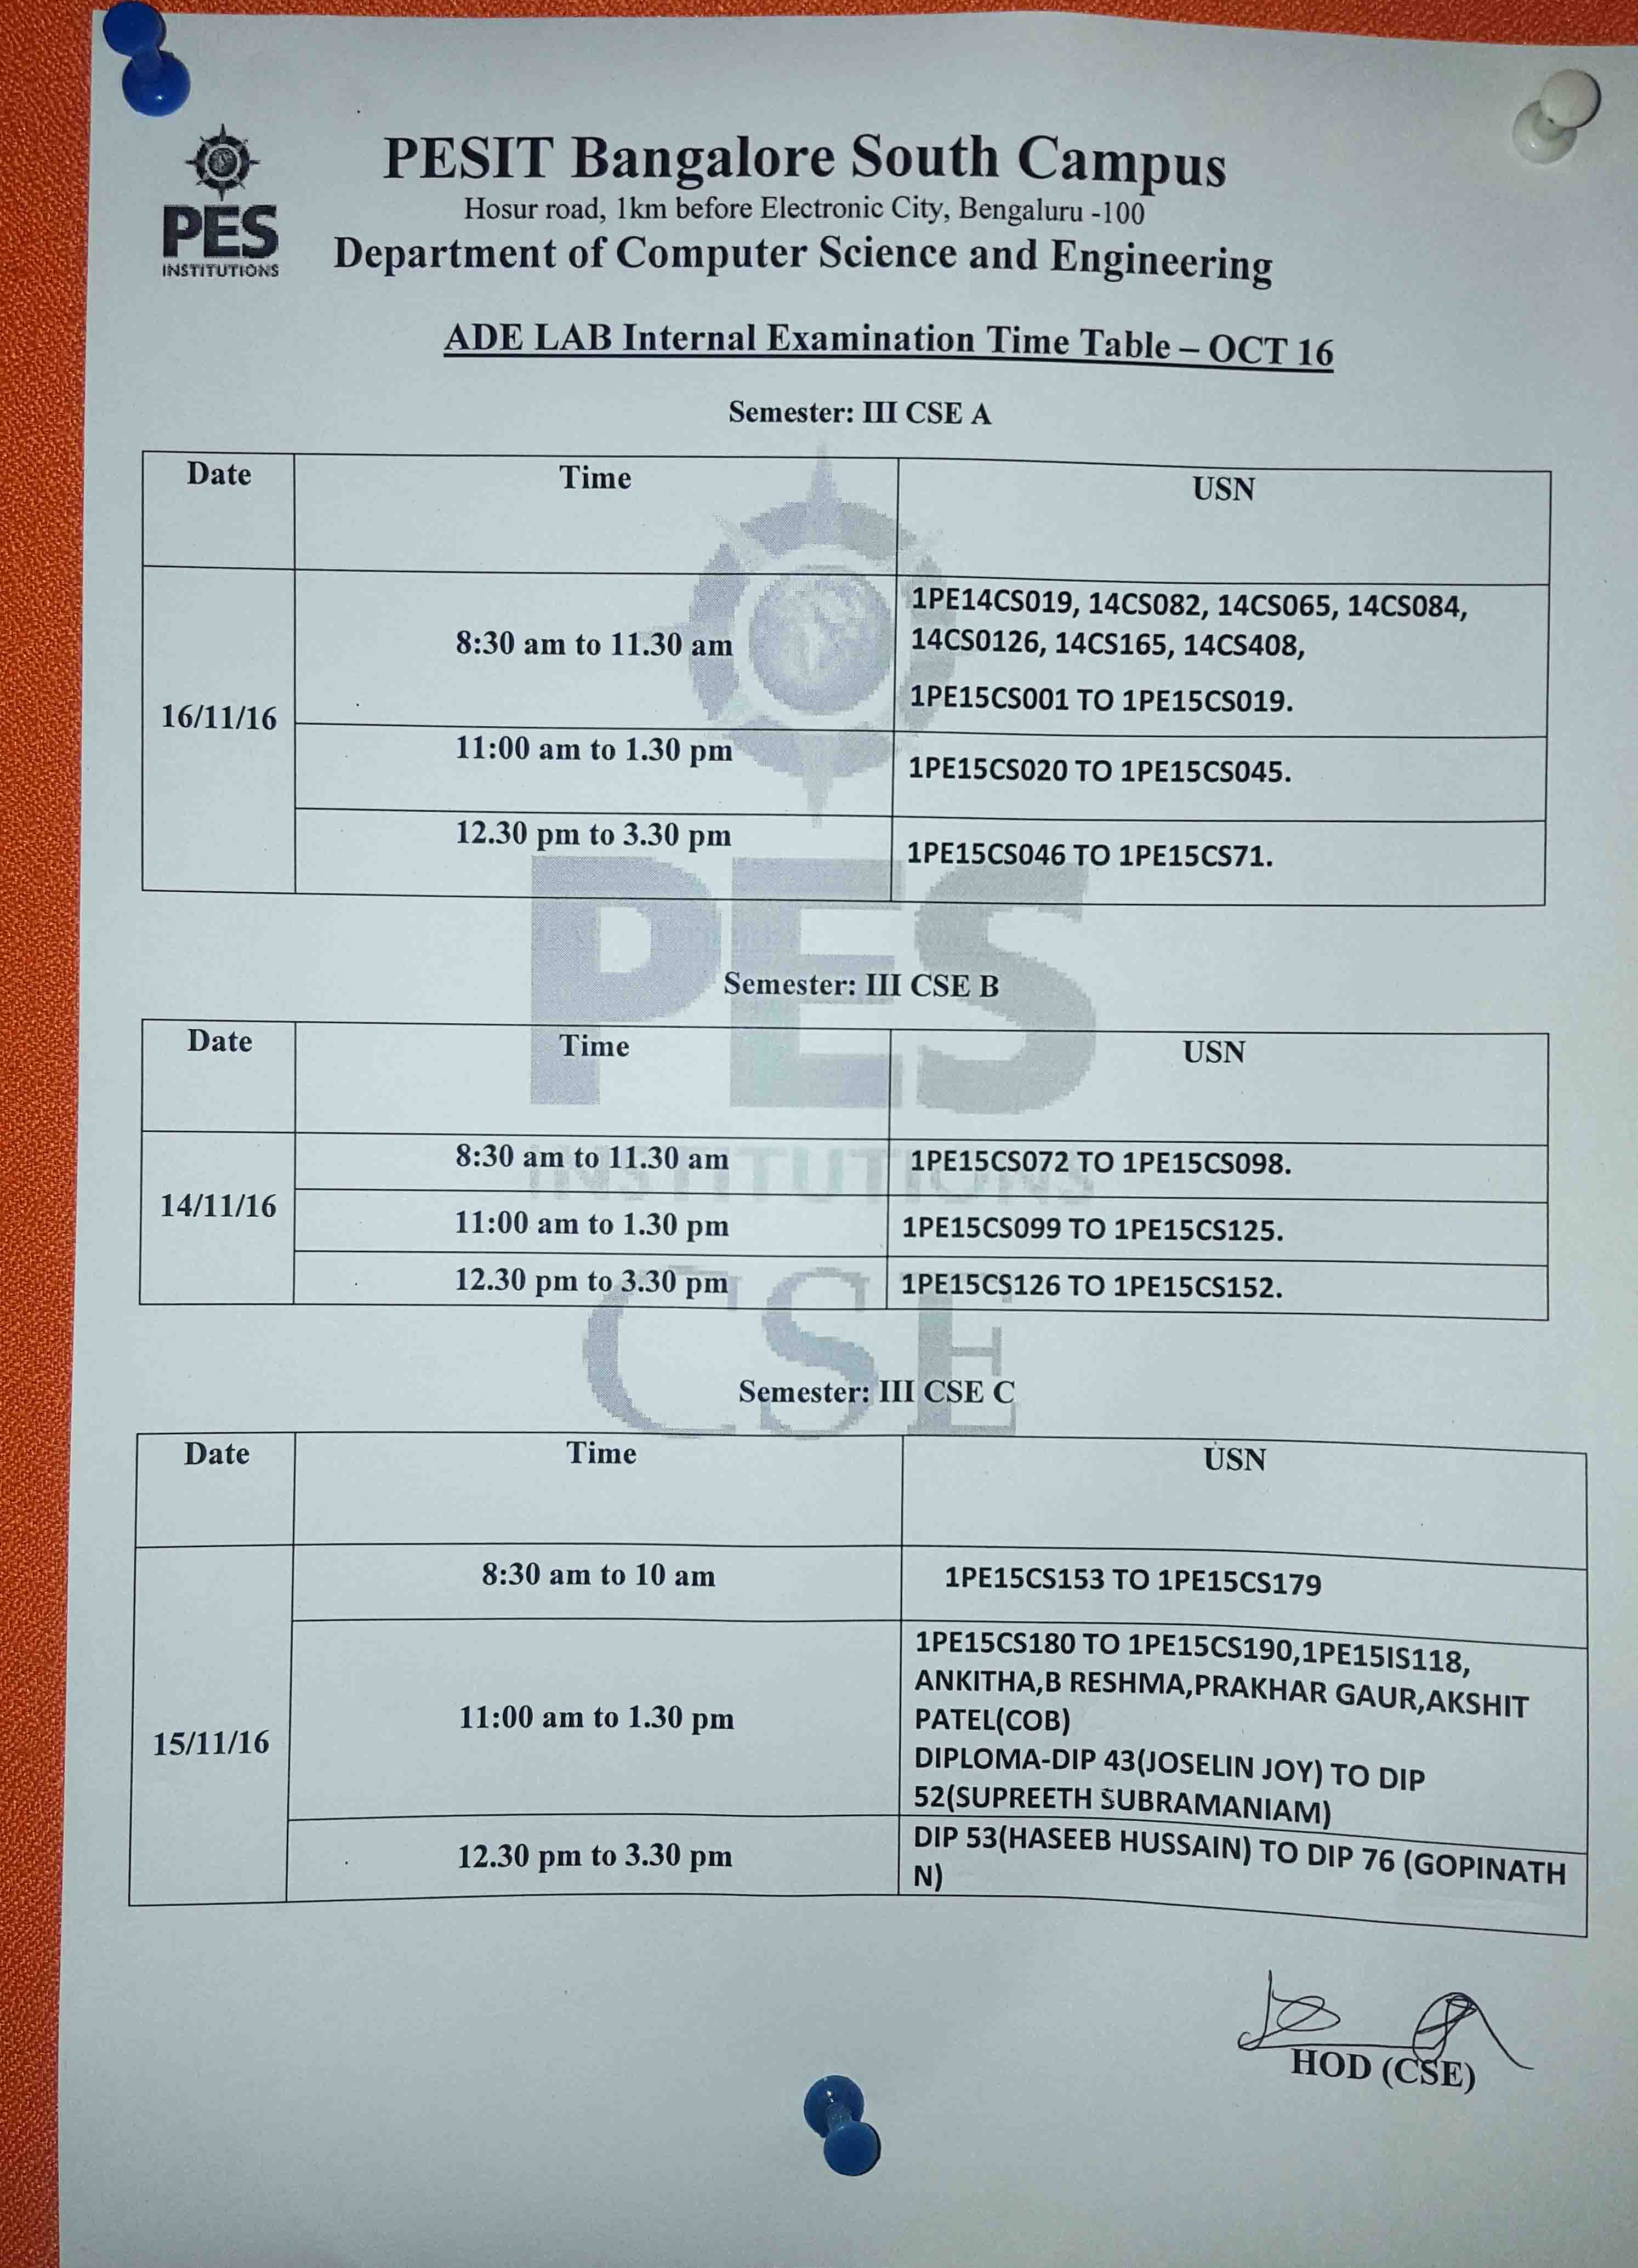 PES
INSTITUTIONS
PESIT Bangalore South Campus
Hosur road, 1km before Electronic City, Bengaluru -100
Department of Computer Science and Engineering
ADE LAB Internal Examination Time Table – OCT 16
Semester: III CSE A
Date Time USN
16/11/16
8:30 am to 11.30 am
1PE14CS019, 14CS082, 14CS065, 14CS084,
14CS0126, 14CS165, 14CS408,
1PE15CS001 TO 1PE15CS019.
11:00 am to 1.30 pm 1PE15CS020 TO 1PE15CS045.
12.30 pm to 3.30 pm 1PE15CS046 TO 1PE15CS71.
PES
INSTITUTIONS
CSE
Semester: III CSE B
Date Time USN
14/11/16
8:30 am to 11.30 am 1PE15CS072 TO 1PE15CS098.
11:00 am to 1.30 pm 1PE15CS099 TO 1PE15CS125.
12.30 pm to 3.30 pm 1PE15CS126 TO 1PE15CS152.
Semester: III CSE C
Date Time USN
15/11/16
8:30 am to 10 am 1PE15CS153 TO 1PE15CS179
11:00 am to 1.30 pm
1PE15CS180 TO 1PE15CS190,1PE15IS118,
ANKITHA,B RESHMA,PRAKHAR GAUR,AKSHIT
PATEL(COB)
DIPLOMA-DIP 43(JOSELIN JOY) TO DIP
52(SUPREETH SUBRAMANIAM)
12.30 pm to 3.30 pm
DIP 53(HASEEB HUSSAIN) TO DIP 76 (GOPINATH
N)
HOD (CSE)